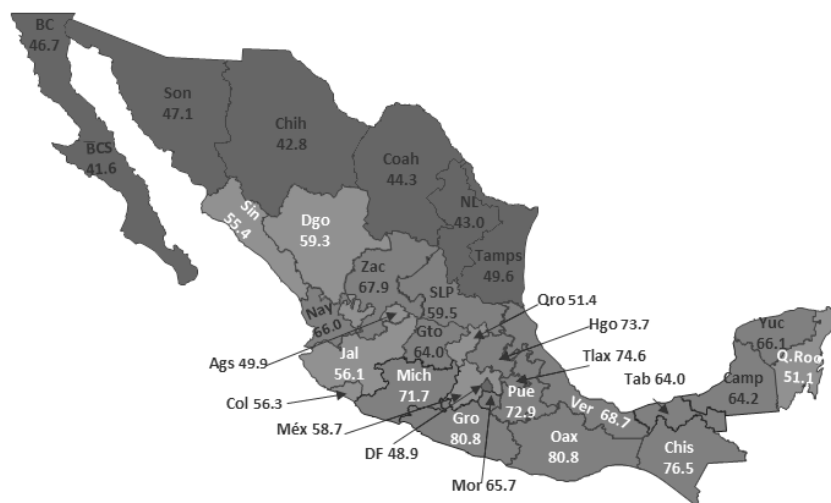 BC
46.7
Son
47.1
Chih
42.8
BCS
41.6
Coah
44.3
NL
43.0
Sin
55.4
Dgo
59.3
Tamps
49.6
Zac
67.9
SLP
59.5
Qro 51.4
Nay
66.0
Hgo 73.7
Yuc
66.1
Gto
64.0
Ags 49.9
Jal
56.1
Tlax 74.6
Q.Roo
51.1
Mich
71.7
Tab 64.0
Camp
64.2
Pue
72.9
Ver 68.7
Col 56.3
Méx 58.7
Gro
80.8
Oax
80.8
Chis
76.5
DF 48.9
Mor 65.7